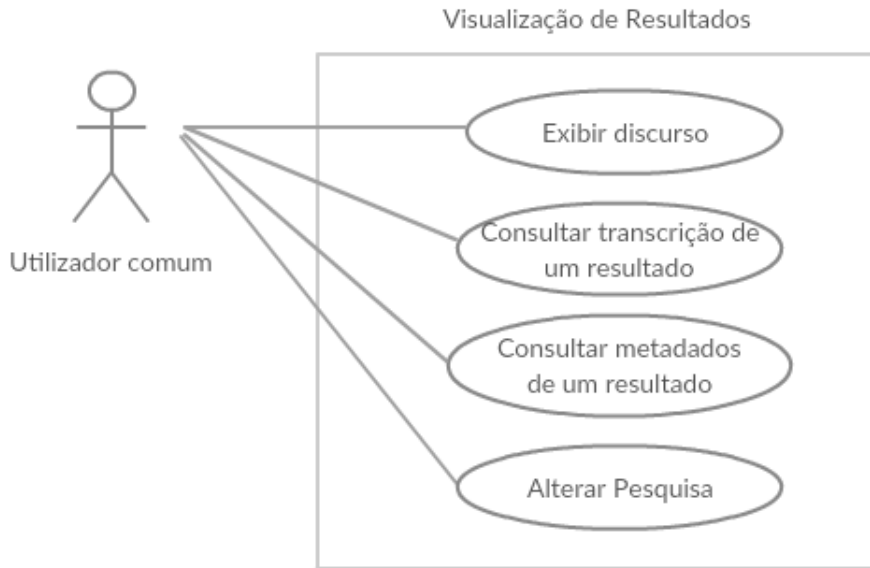 Visualização de Resultados
Exibir discurso
Consultar transcrição de
um resultado
Utilizador comum
Consultar metadados
de um resultado
Alterar Pesquisa